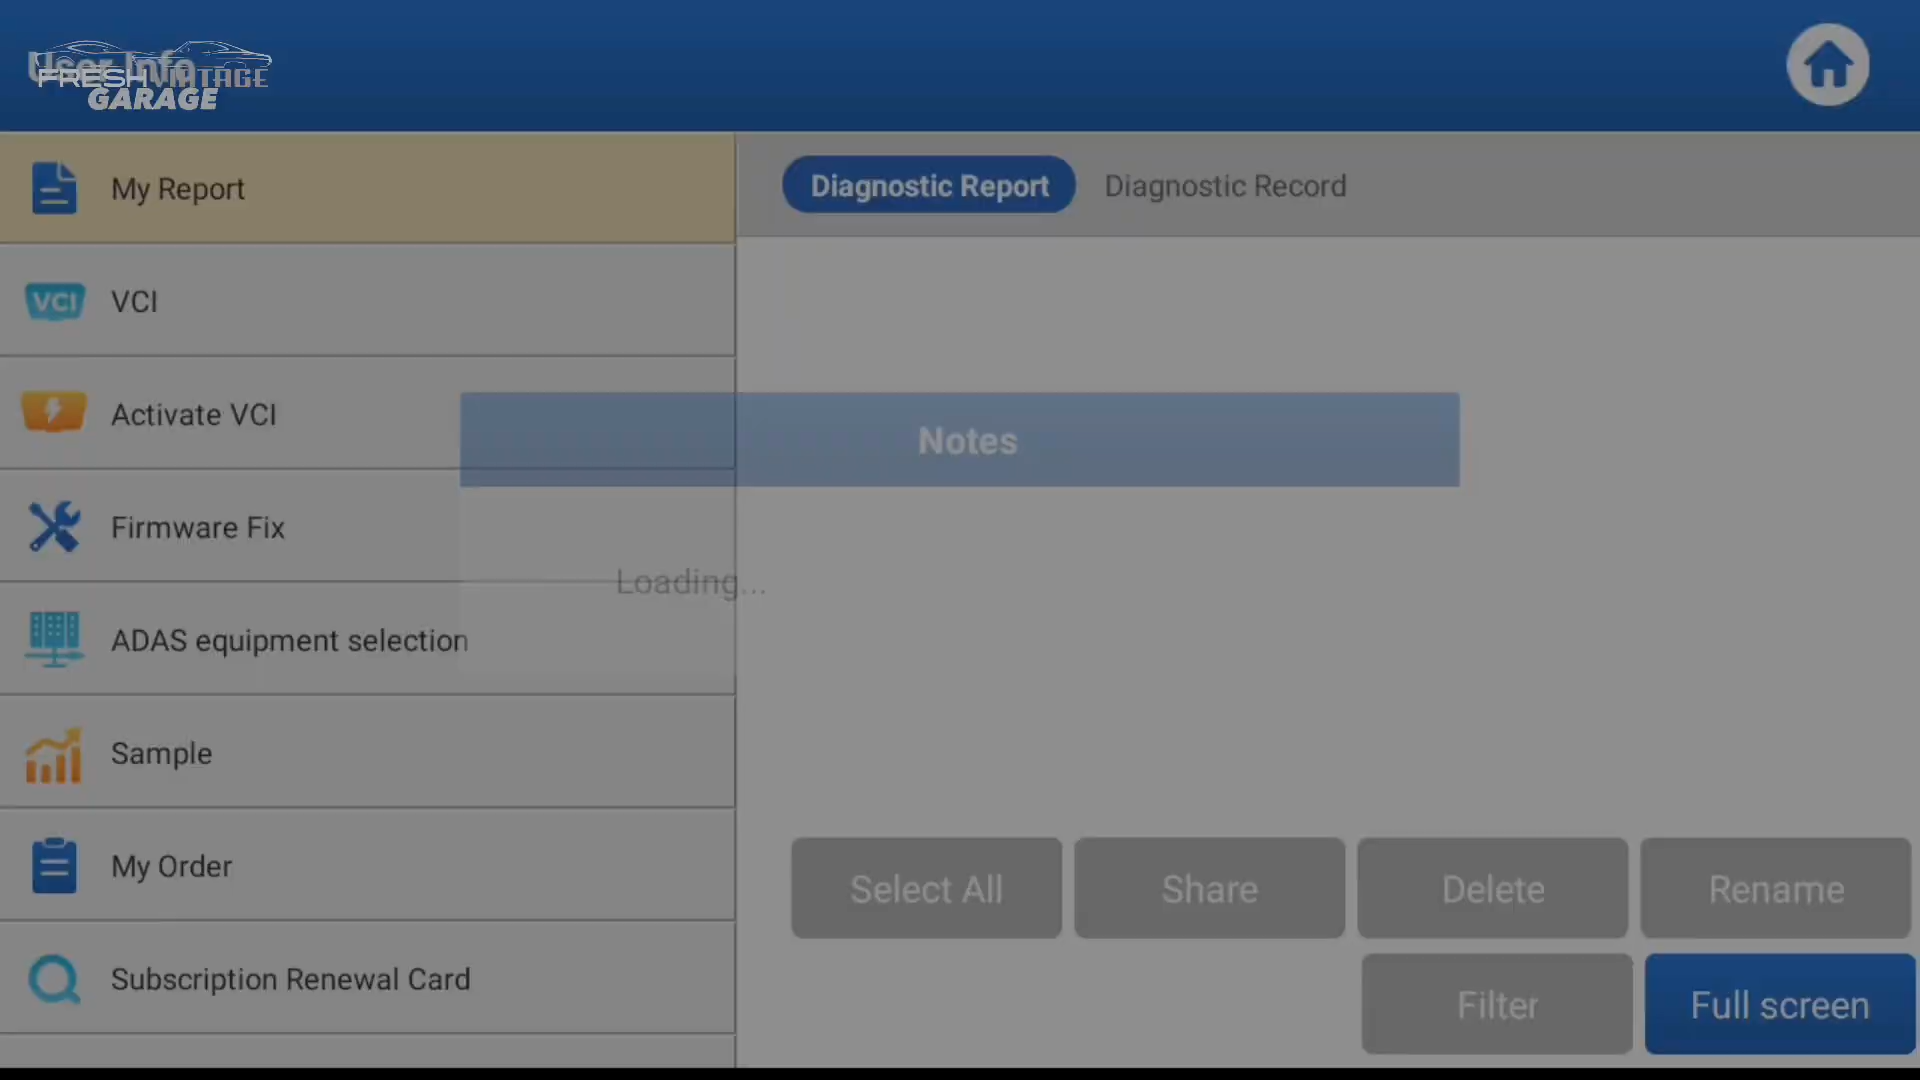 User Info
FRESH VINTAGE
GARAGE
My Report
Diagnostic Report
Diagnostic Record
VCI VCI
Activate VCI
Notes
Firmware Fix
Loading...
ADAS equipment selection
Sample
My Order
Select All
Share
Delete
Rename
Subscription Renewal Card
Filter
Full screen